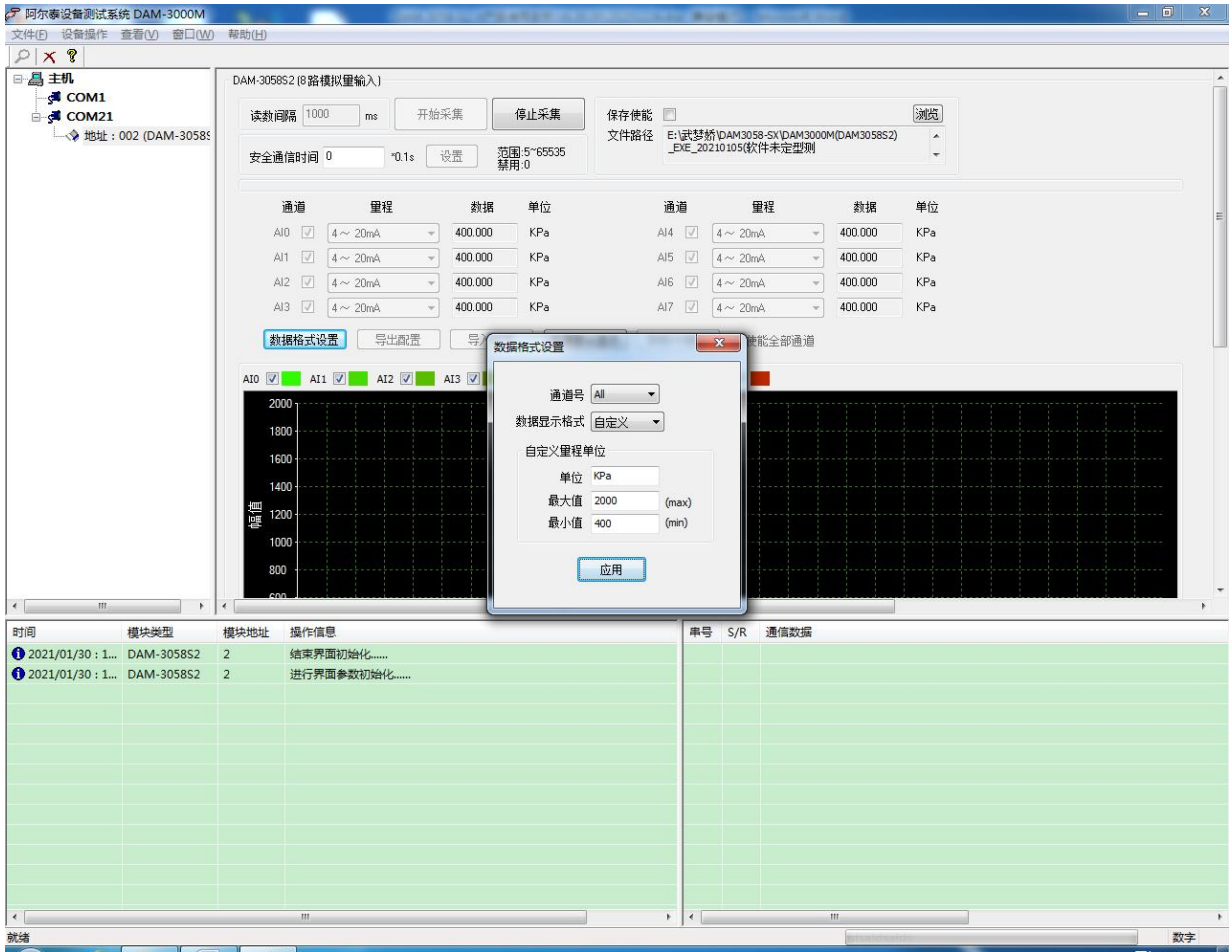 阿尔泰设备测试系统 DAM-3000M
文件(F) 设备操作 查看(V) 窗口(W) 帮助(H)
主机
COM1
COM21
地址：002 (DAM-3058S
DAM-3058S2 (8路模拟量输入)
读数间隔 1000 ms 开始采集 停止采集
安全通信时间 0 *0.1s 设置 范围:5~65535
禁用:0
保存使能 浏览
文件路径 E:\武梦娇\DAM3058-SX\DAM3000M(DAM3058S2)
_EXE_20210105(软件未定型测
通道 量程 数据 单位 通道 量程 数据 单位
AI0 4～ 20mA 400.000 KPa AI4 4～ 20mA 400.000 KPa
AI1 4～ 20mA 400.000 KPa AI5 4～ 20mA 400.000 KPa
AI2 4～ 20mA 400.000 KPa AI6 4～ 20mA 400.000 KPa
AI3 4～ 20mA 400.000 KPa AI7 4～ 20mA 400.000 KPa
数据格式设置 导出配置 使能全部通道
AI0 AI1 AI2 AI3
幅值
2000
1800
1600
1400
1200
1000
800
600
数据格式设置
通道号 All
数据显示格式 自定义
自定义量程单位
单位 KPa
最大值 2000 (max)
最小值 400 (min)
应用
时间 模块类型 模块地址 操作信息
2021/01/30 : 1... DAM-3058S2 2 结束界面初始化......
2021/01/30 : 1... DAM-3058S2 2 进行界面参数初始化......
串号 S/R 通信数据
就绪 数字